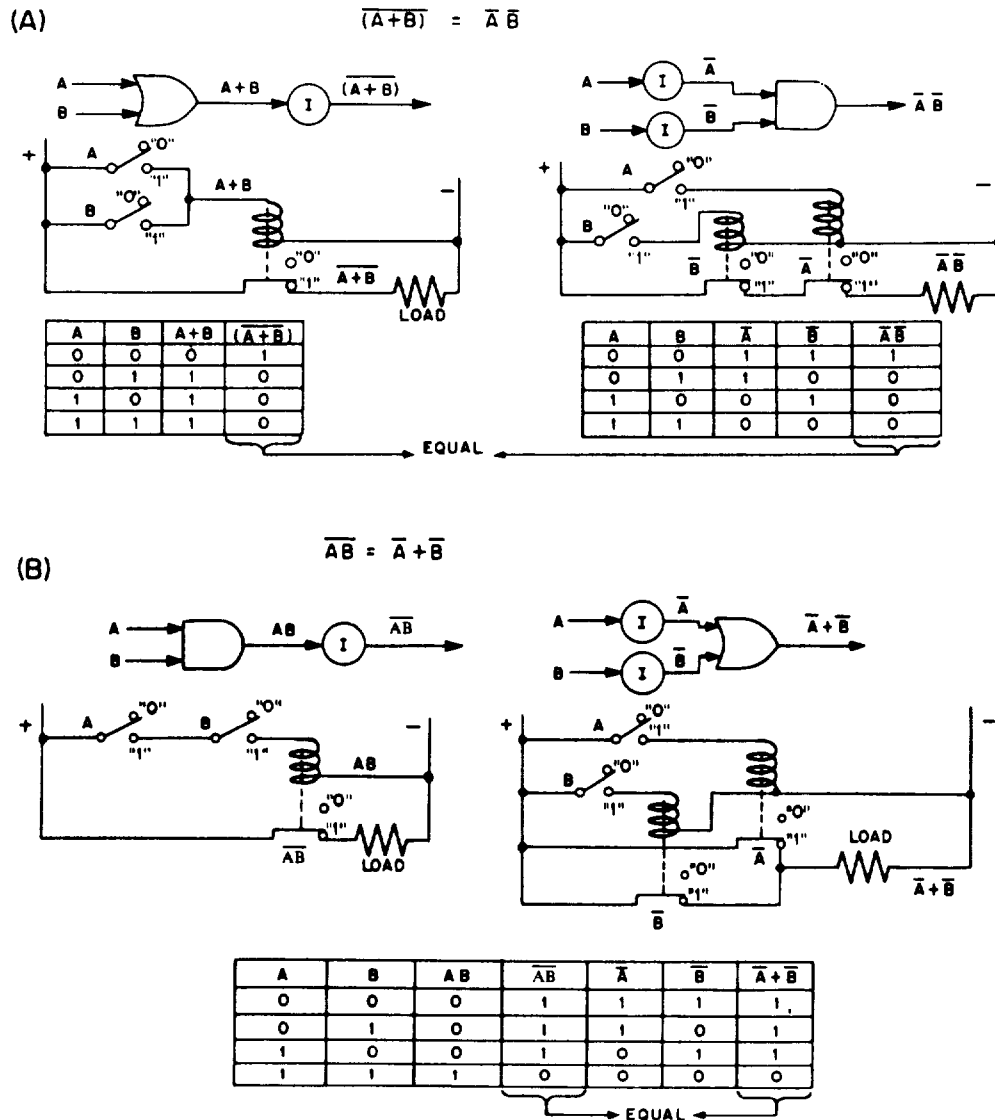 (A)
(A̅+̅B̅) = A̅ B̅
A
B
A+B
I
(A̅+̅B̅)
A
I
A̅
B
I
B̅
A̅ B̅
+
A
"0"
"1"
B
"0"
"1"
A+B
−
"0"
"1"
A̅+̅B̅
LOAD
+
A
"0"
"1"
B
"0"
"1"
−
B̅
"0"
"1"
A̅
"0"
"1"
A̅ B̅
A B A+B (A̅+̅B̅)
0 0 0 1
0 1 1 0
1 0 1 0
1 1 1 0
A B A̅ B̅ A̅ B̅
0 0 1 1 1
0 1 1 0 0
1 0 0 1 0
1 1 0 0 0
EQUAL
(B)
A̅B̅ = A̅+B̅
A
B
AB
I
A̅B̅
A
I
A̅
B
I
B̅
A̅+B̅
+
A
"0"
"1"
B
"0"
"1"
−
AB
"0"
"1"
A̅B̅
LOAD
+
A
"0"
"1"
B
"0"
"1"
−
"0"
"1"
A̅
LOAD
A̅+B̅
"0"
"1"
B̅
A B AB A̅B̅ A̅ B̅ A̅+B̅
0 0 0 1 1 1 1
0 1 0 1 1 0 1
1 0 0 1 0 1 1
1 1 1 0 0 0 0
EQUAL